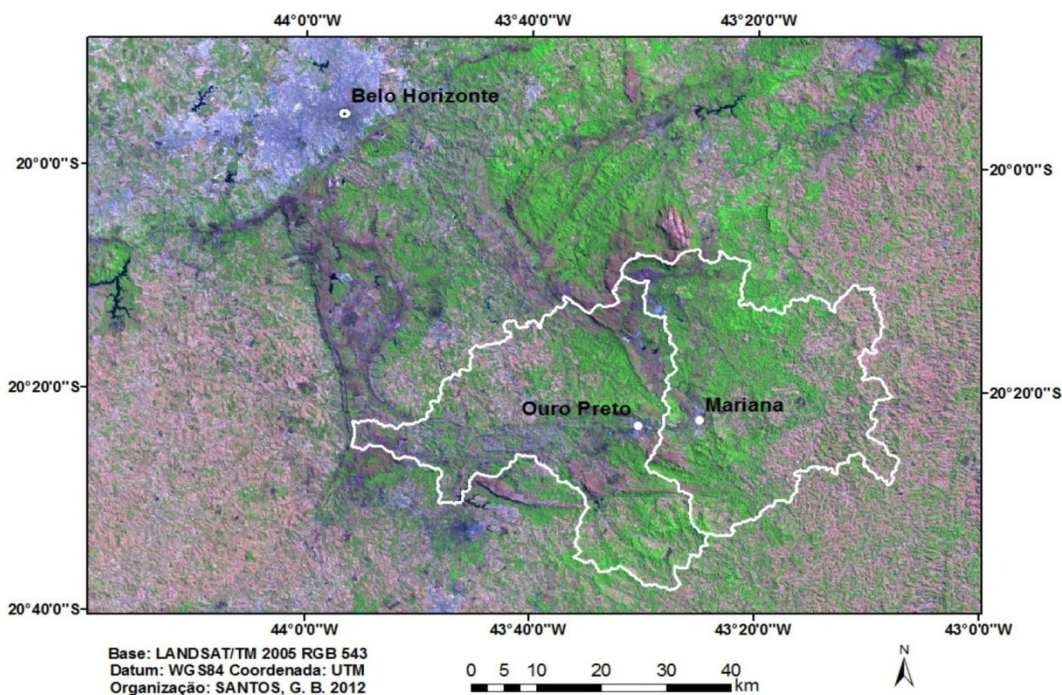 44°0'0"W 43°40'0"W 43°20'0"W
Belo Horizonte
20°0'0"S 20°0'0"S
20°20'0"S 20°20'0"S
Ouro Preto Mariana
20°40'0"S
44°0'0"W 43°40'0"W 43°20'0"W 43°0'0"W
Base: LANDSAT/TM 2005 RGB 543
Datum: WGS84 Coordenada: UTM
Organização: SANTOS, G. B. 2012
0 5 10 20 30 40
km
N